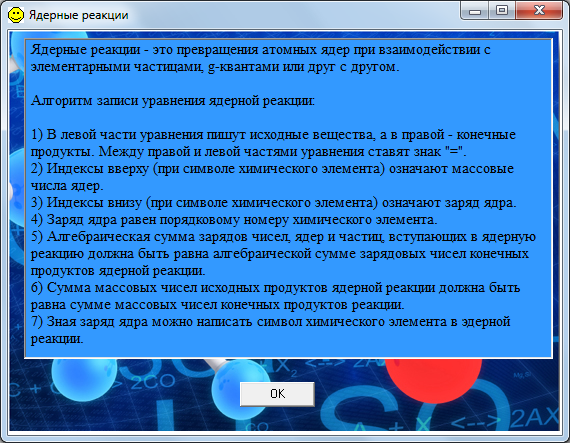 Ядерные реакции
Ядерные реакции - это превращения атомных ядер при взаимодействии с
элементарными частицами, g-квантами или друг с другом.
Алгоритм записи уравнения ядерной реакции:
1) В левой части уравнения пишут исходные вещества, а в правой - конечные
продукты. Между правой и левой частями уравнения ставят знак "=".
2) Индексы вверху (при символе химического элемента) означают массовые
числа ядер.
3) Индексы внизу (при символе химического элемента) означают заряд ядра.
4) Заряд ядра равен порядковому номеру химического элемента.
5) Алгебраическая сумма зарядов чисел, ядер и частиц, вступающих в ядерную
реакцию должна быть равна алгебраической сумме зарядовых чисел конечных
продуктов ядерной реакции.
6) Сумма массовых чисел исходных продуктов ядерной реакции должна быть
равна сумме массовых чисел конечных продуктов реакции.
7) Зная заряд ядра можно написать символ химического элемента в эдерной
реакции.
OK